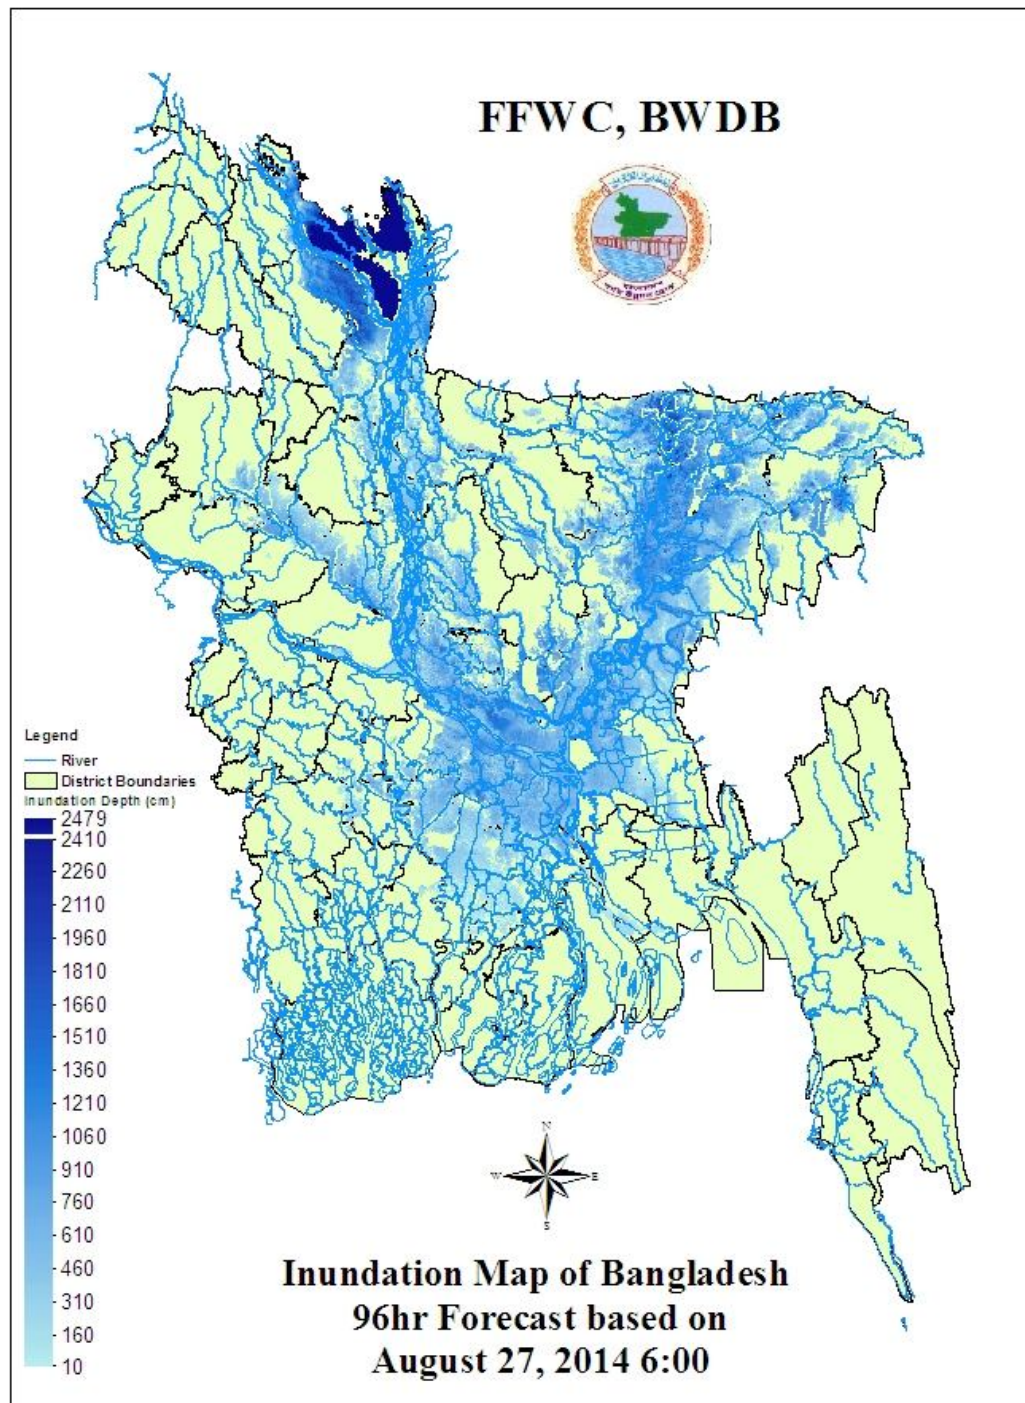 FFWC, BWDB
Legend
River
District Boundaries
Inundation Depth (cm)
2479
2410
2260
2110
1960
1810
1660
1510
1360
1210
1060
910
760
610
460
310
160
10
N
W
E
S
Inundation Map of Bangladesh
96hr Forecast based on
August 27, 2014 6:00